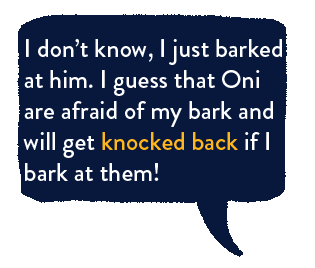 I don't know, I just barked
at him. I guess that Oni
are afraid of my bark and
will get knocked back if I
bark at them!